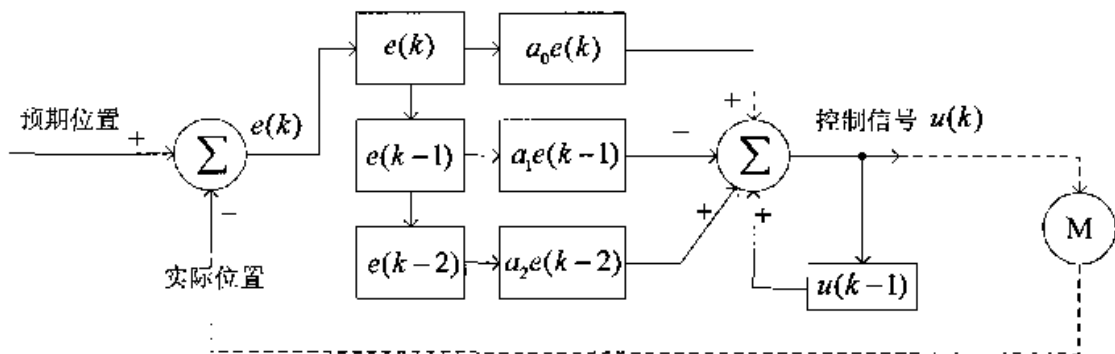 e(k)
a₀e(k)
预期位置
+
Σ
e(k)
−
e(k−1)
a₁e(k−1)
−
+
Σ
+
+
控制信号 u(k)
M
实际位置
e(k−2)
a₂e(k−2)
u(k−1)